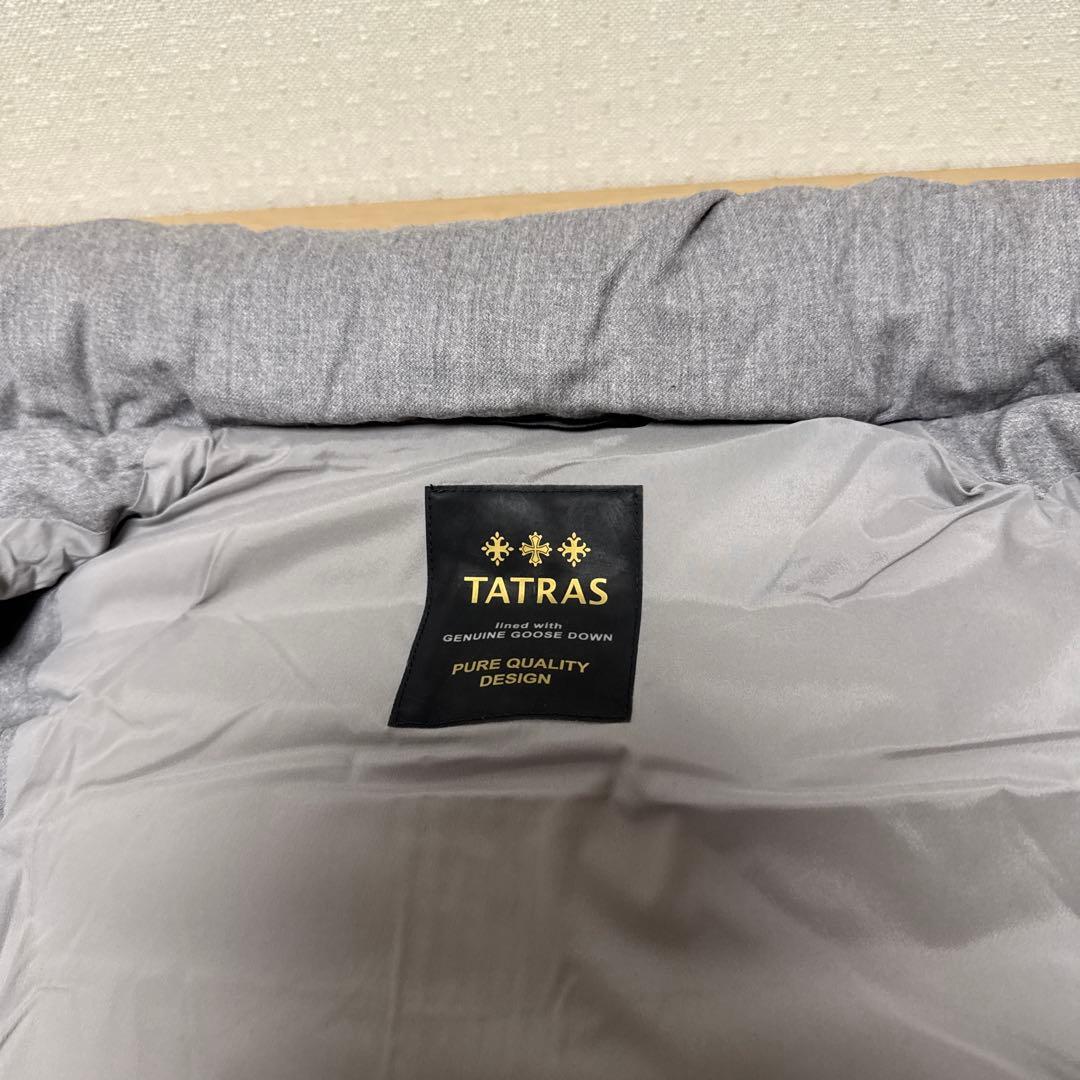 TATRAS
lined with
GENUINE GOOSE DOWN
PURE QUALITY
DESIGN